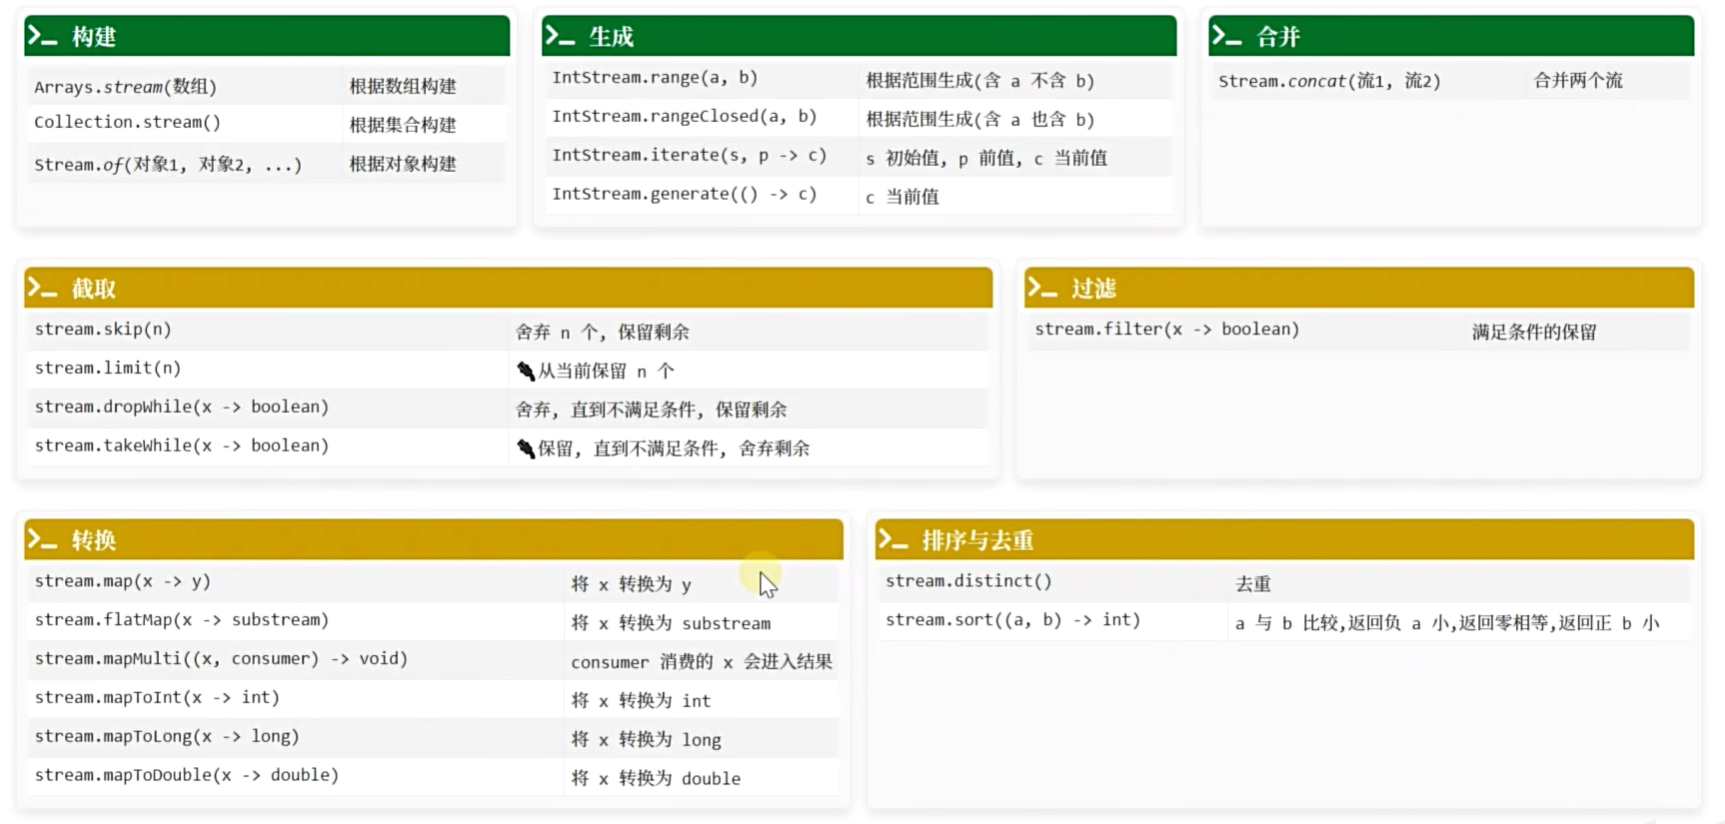 构建
Arrays.stream(数组) 根据数组构建
Collection.stream() 根据集合构建
Stream.of(对象1, 对象2, ...) 根据对象构建
生成
IntStream.range(a, b) 根据范围生成(含 a 不含 b)
IntStream.rangeClosed(a, b) 根据范围生成(含 a 也含 b)
IntStream.iterate(s, p -> c) s 初始值, p 前值, c 当前值
IntStream.generate(() -> c) c 当前值
合并
Stream.concat(流1, 流2) 合并两个流
截取
stream.skip(n) 舍弃 n 个, 保留剩余
stream.limit(n) 从当前保留 n 个
stream.dropWhile(x -> boolean) 舍弃, 直到不满足条件, 保留剩余
stream.takeWhile(x -> boolean) 保留, 直到不满足条件, 舍弃剩余
过滤
stream.filter(x -> boolean) 满足条件的保留
转换
stream.map(x -> y) 将 x 转换为 y
stream.flatMap(x -> substream) 将 x 转换为 substream
stream.mapMulti((x, consumer) -> void) consumer 消费的 x 会进入结果
stream.mapToInt(x -> int) 将 x 转换为 int
stream.mapToLong(x -> long) 将 x 转换为 long
stream.mapToDouble(x -> double) 将 x 转换为 double
排序与去重
stream.distinct() 去重
stream.sort((a, b) -> int) a 与 b 比较,返回负 a 小,返回零相等,返回正 b 小